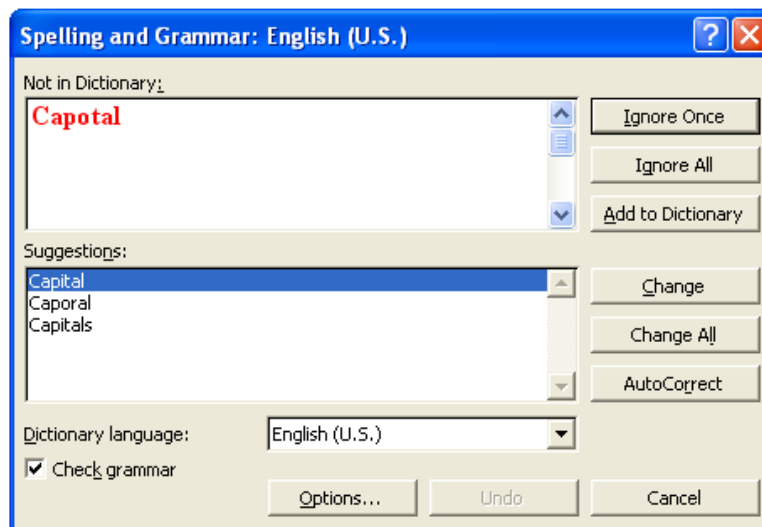 Spelling and Grammar: English (U.S.)
Not in Dictionary:
Capotal
Ignore Once
Ignore All
Add to Dictionary
Suggestions:
Capital
Caporal
Capitals
Change
Change All
AutoCorrect
Dictionary language:
English (U.S.)
Check grammar
Options...
Undo
Cancel